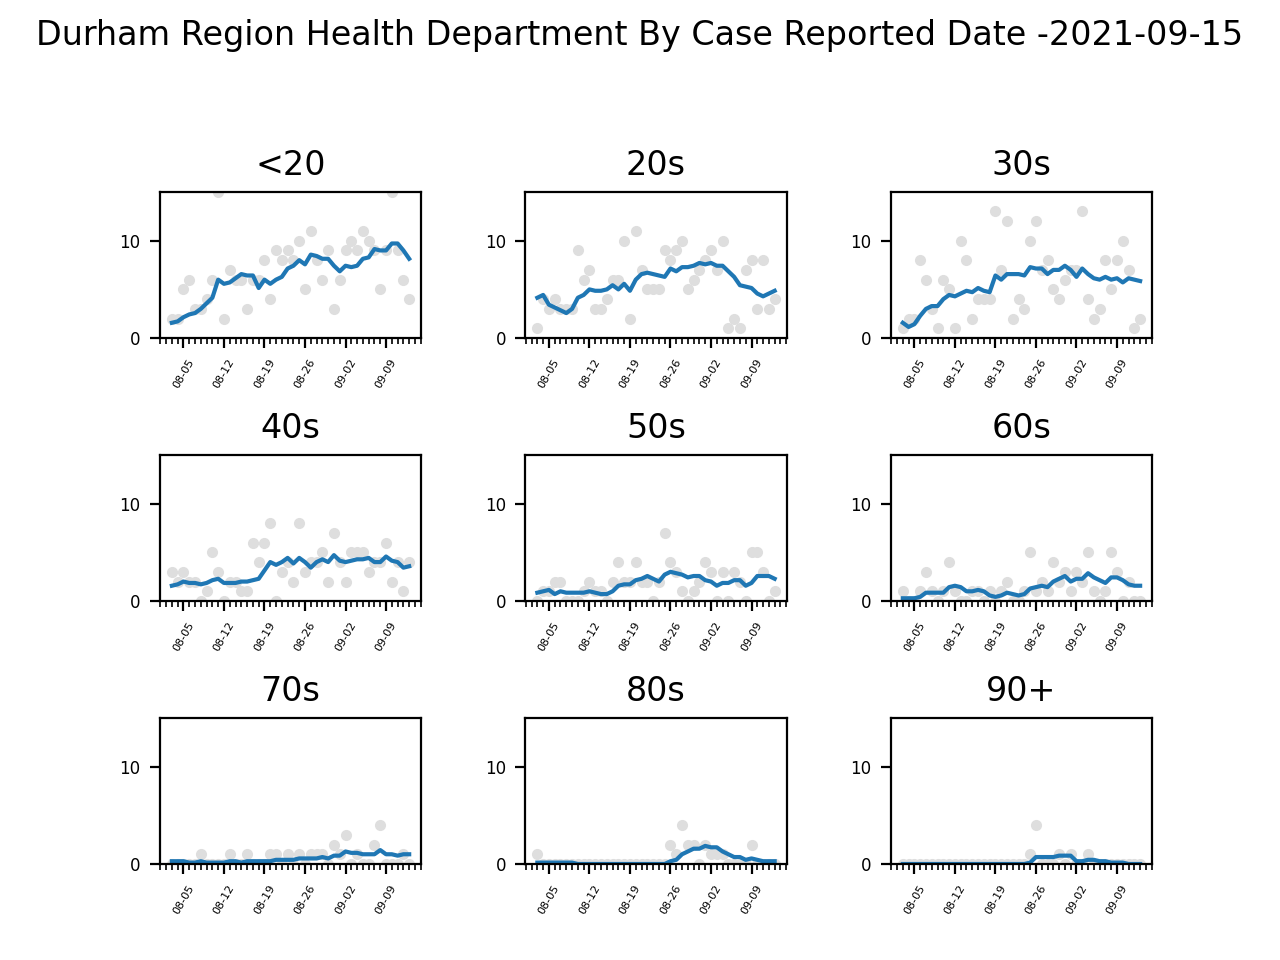 Durham Region Health Department By Case Reported Date -2021-09-15
<20 20s 30s
10 10 10
0 0 0
08-05 08-12 08-19 08-26 09-02 09-09 08-05 08-12 08-19 08-26 09-02 09-09 08-05 08-12 08-19 08-26 09-02 09-09
40s 50s 60s
10 10 10
0 0 0
08-05 08-12 08-19 08-26 09-02 09-09 08-05 08-12 08-19 08-26 09-02 09-09 08-05 08-12 08-19 08-26 09-02 09-09
70s 80s 90+
10 10 10
0 0 0
08-05 08-12 08-19 08-26 09-02 09-09 08-05 08-12 08-19 08-26 09-02 09-09 08-05 08-12 08-19 08-26 09-02 09-09